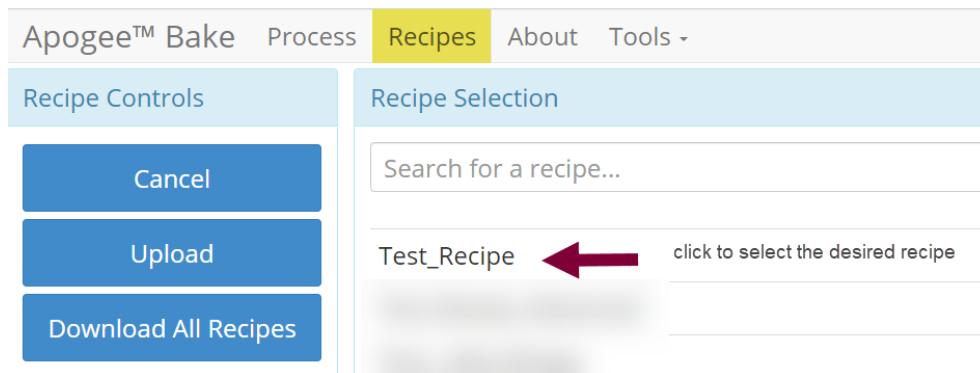 Apogee™ Bake Process Recipes About Tools
Recipe Controls
Recipe Selection
Cancel
Upload
Download All Recipes
Search for a recipe...
Test_Recipe
click to select the desired recipe